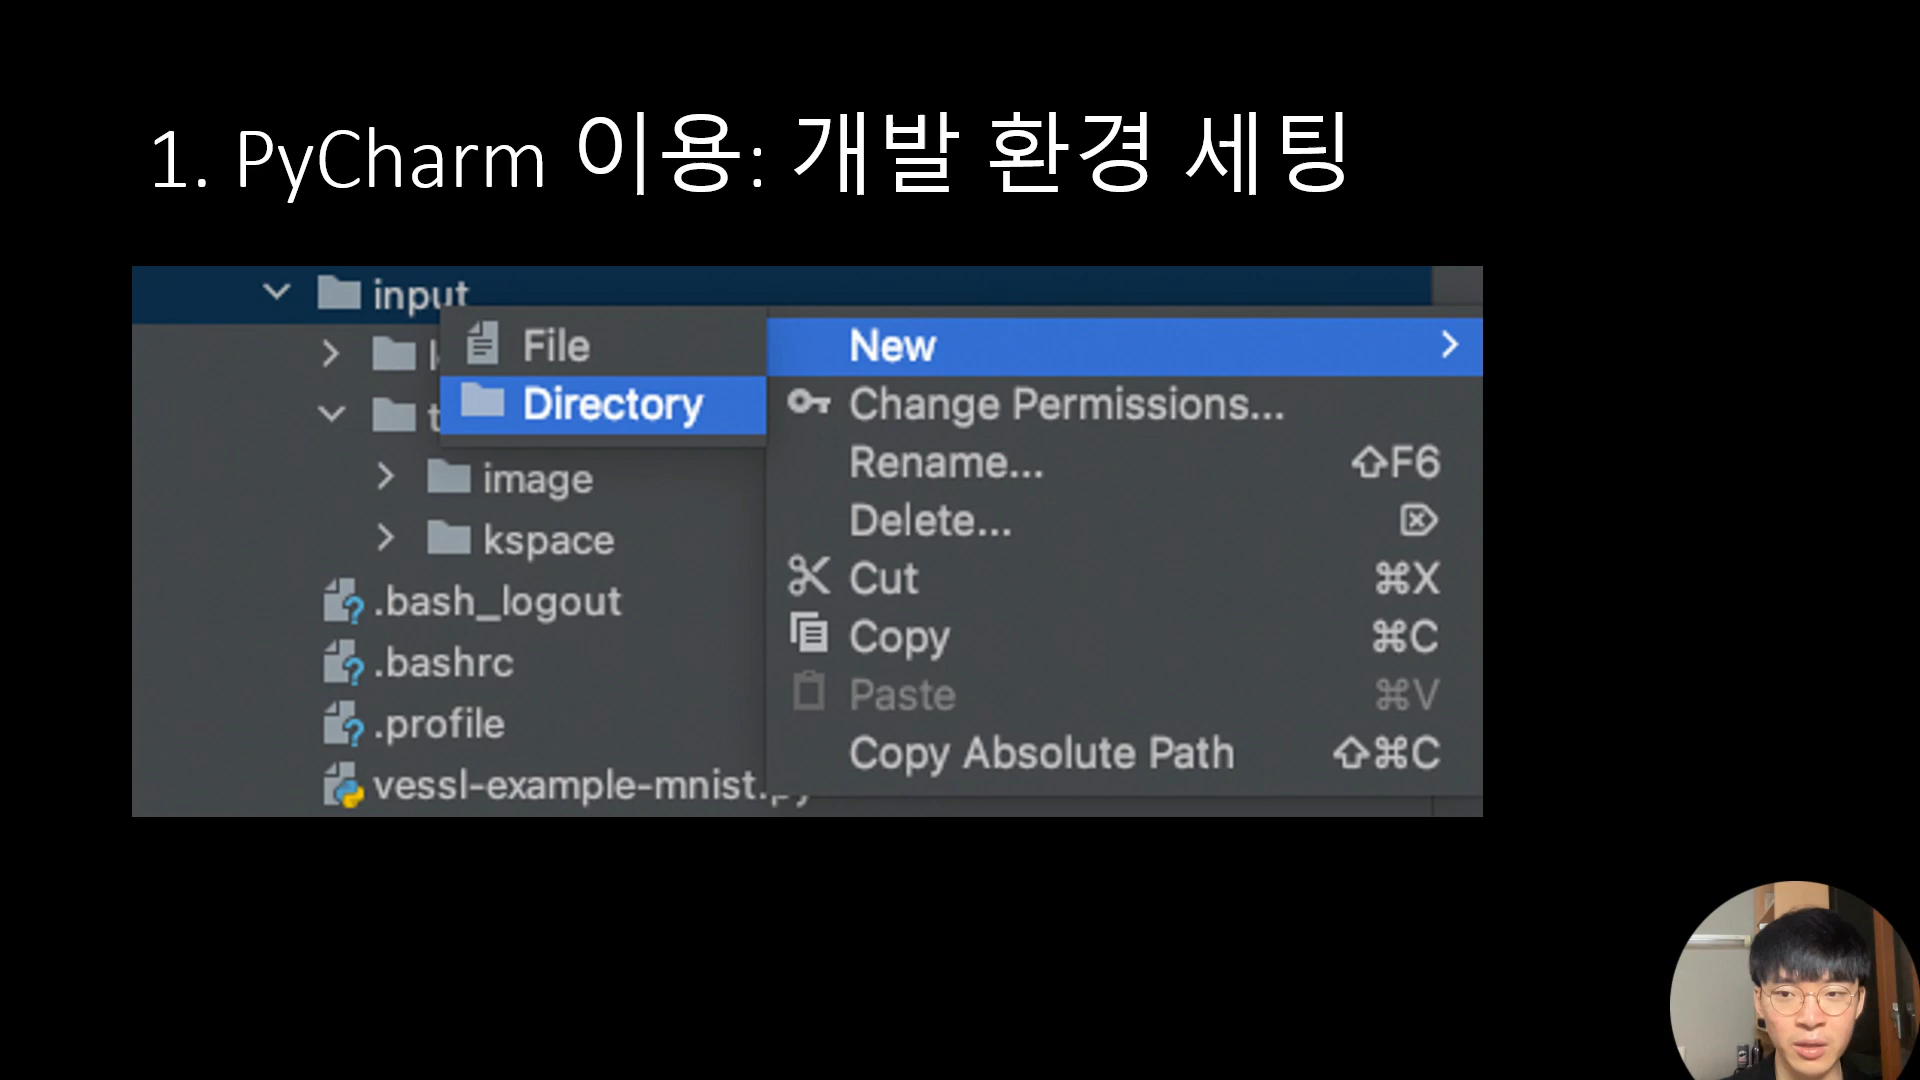 1. PyCharm 이용: 개발 환경 세팅
input
File
New
Directory
Change Permissions...
Rename... ⇧F6
Delete...
image
kspace
Cut ⌘X
.bash_logout
Copy ⌘C
.bashrc
Paste ⌘V
.profile
Copy Absolute Path ⇧⌘C
vessl-example-mnist.py